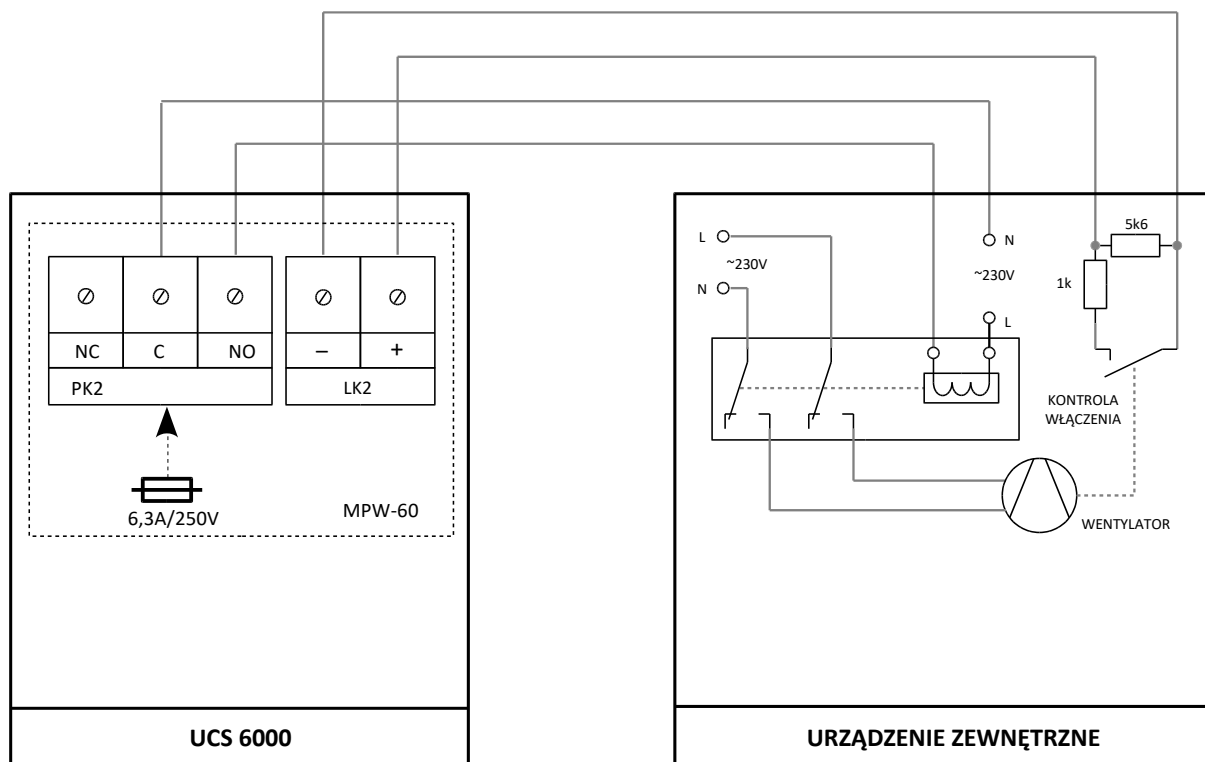 5k6
L
N
~230V
~230V
1k
N
L
NC
C
NO
–
+
PK2
LK2
KONTROLA
WŁĄCZENIA
6,3A/250V
MPW-60
WENTYLATOR
UCS 6000
URZĄDZENIE ZEWNĘTRZNE